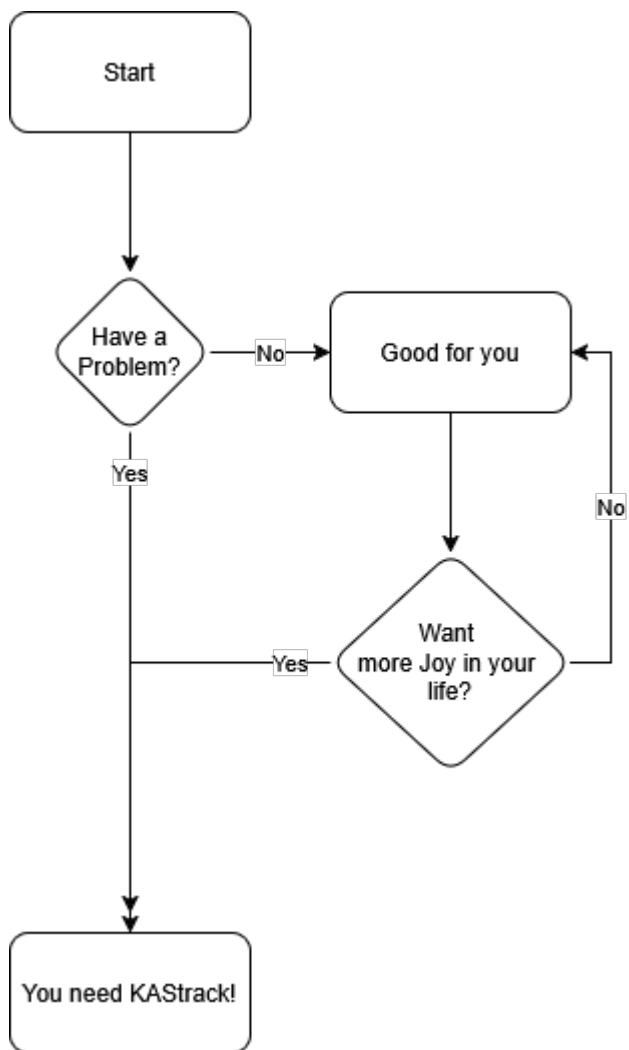 Start
Have a
Problem?
No
Good for you
Yes
No
Want
more Joy in your
life?
Yes
You need KAStrack!